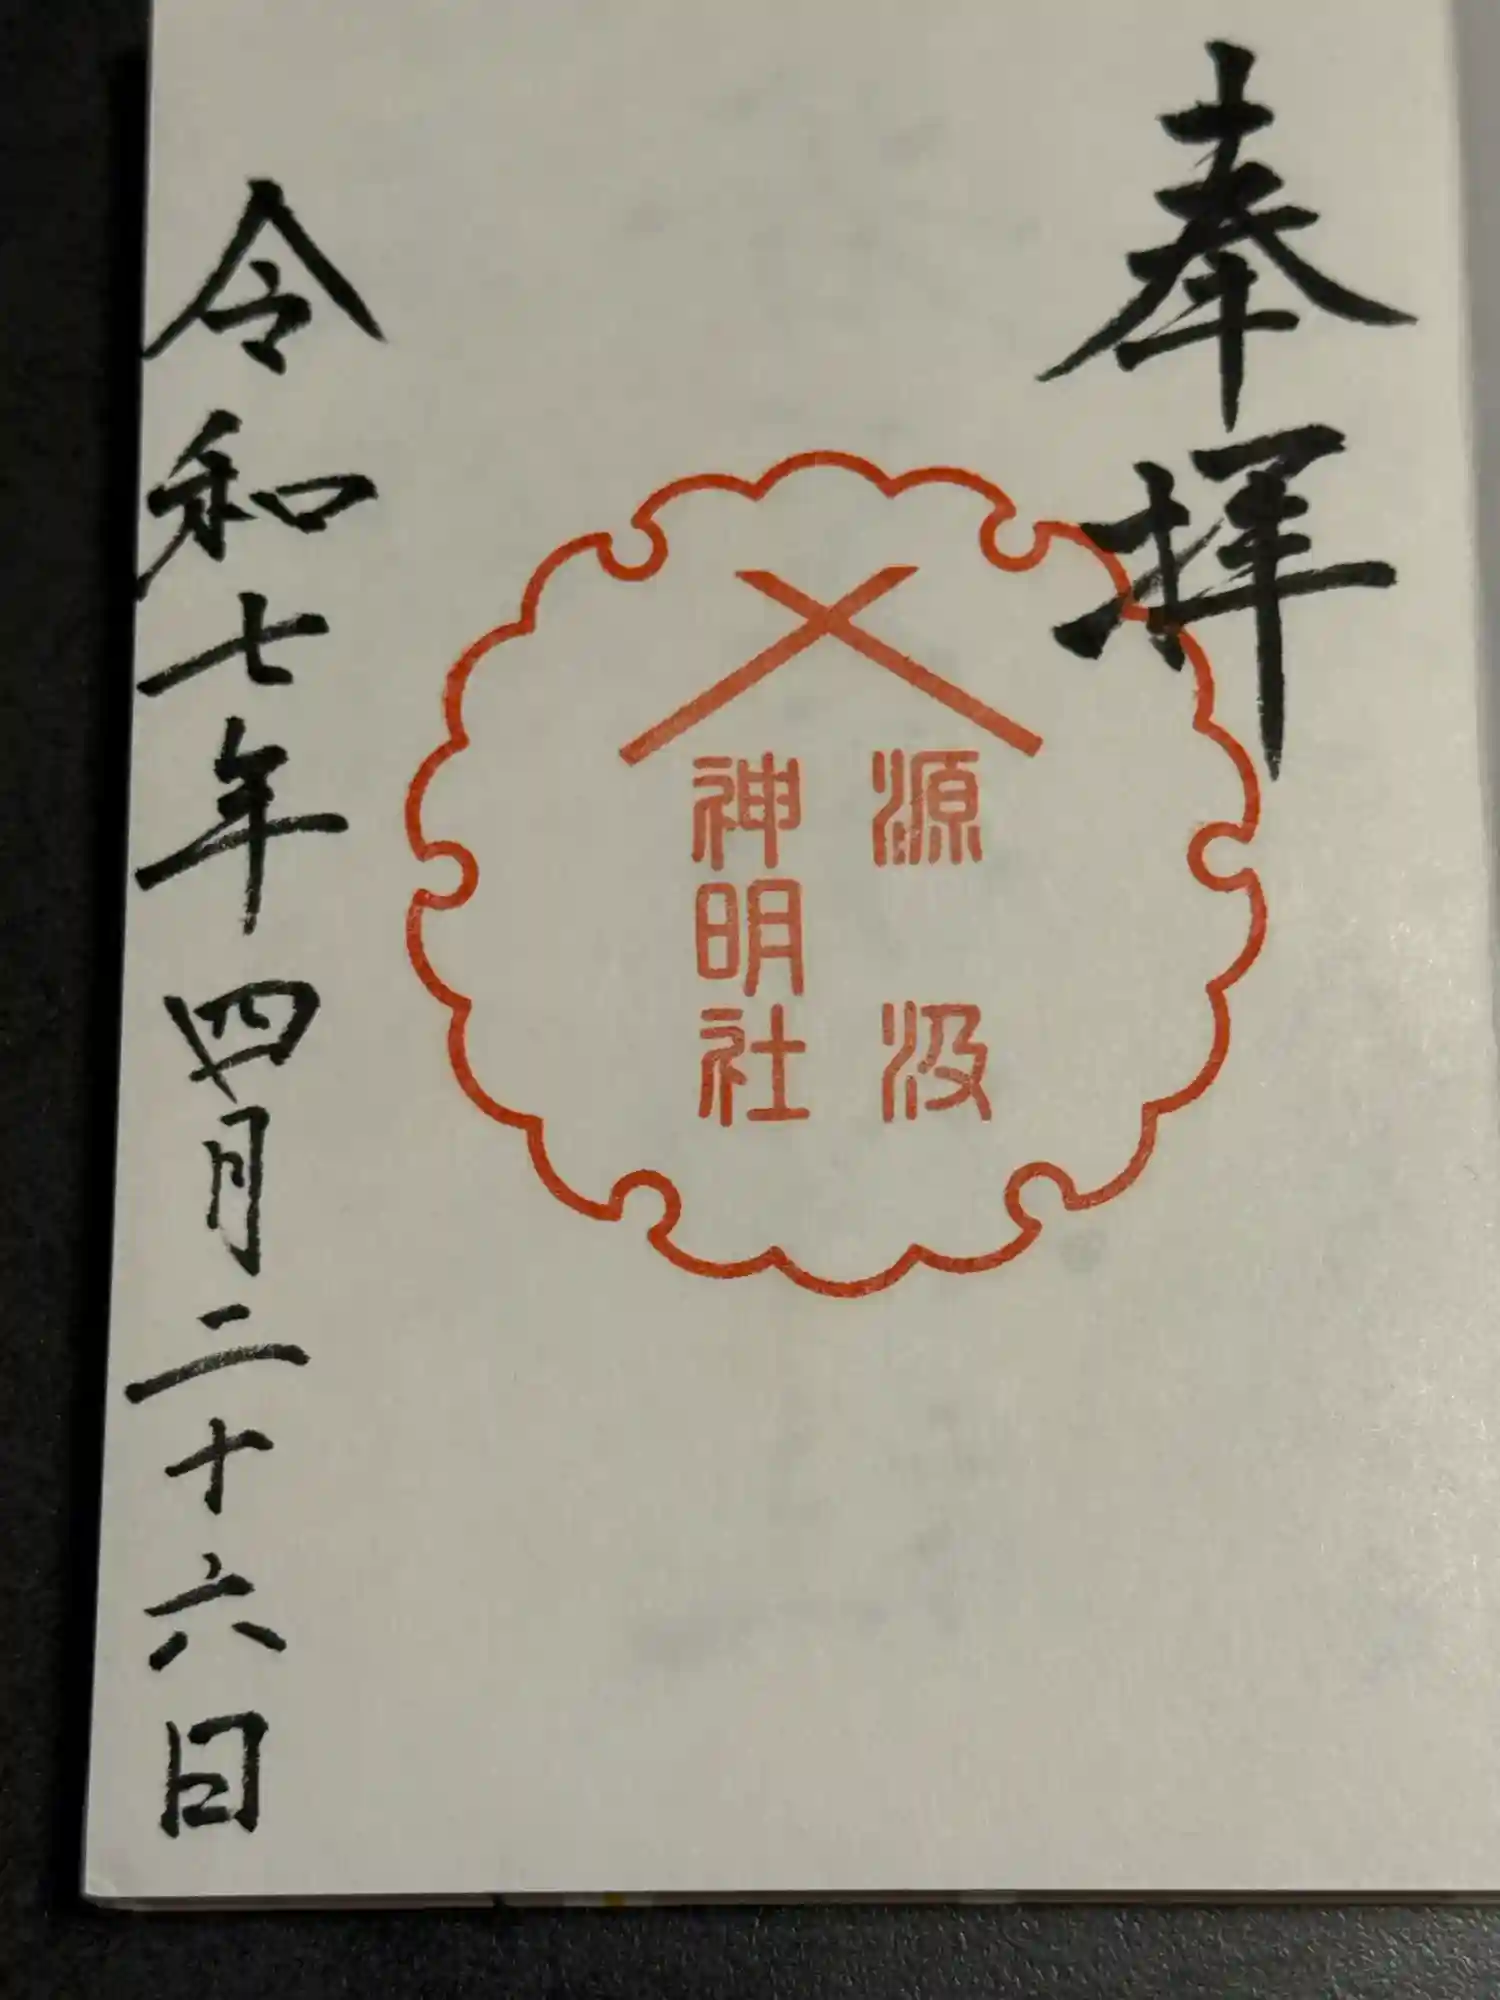 奉拝
源汲
神明社
令和七年四月二十六日